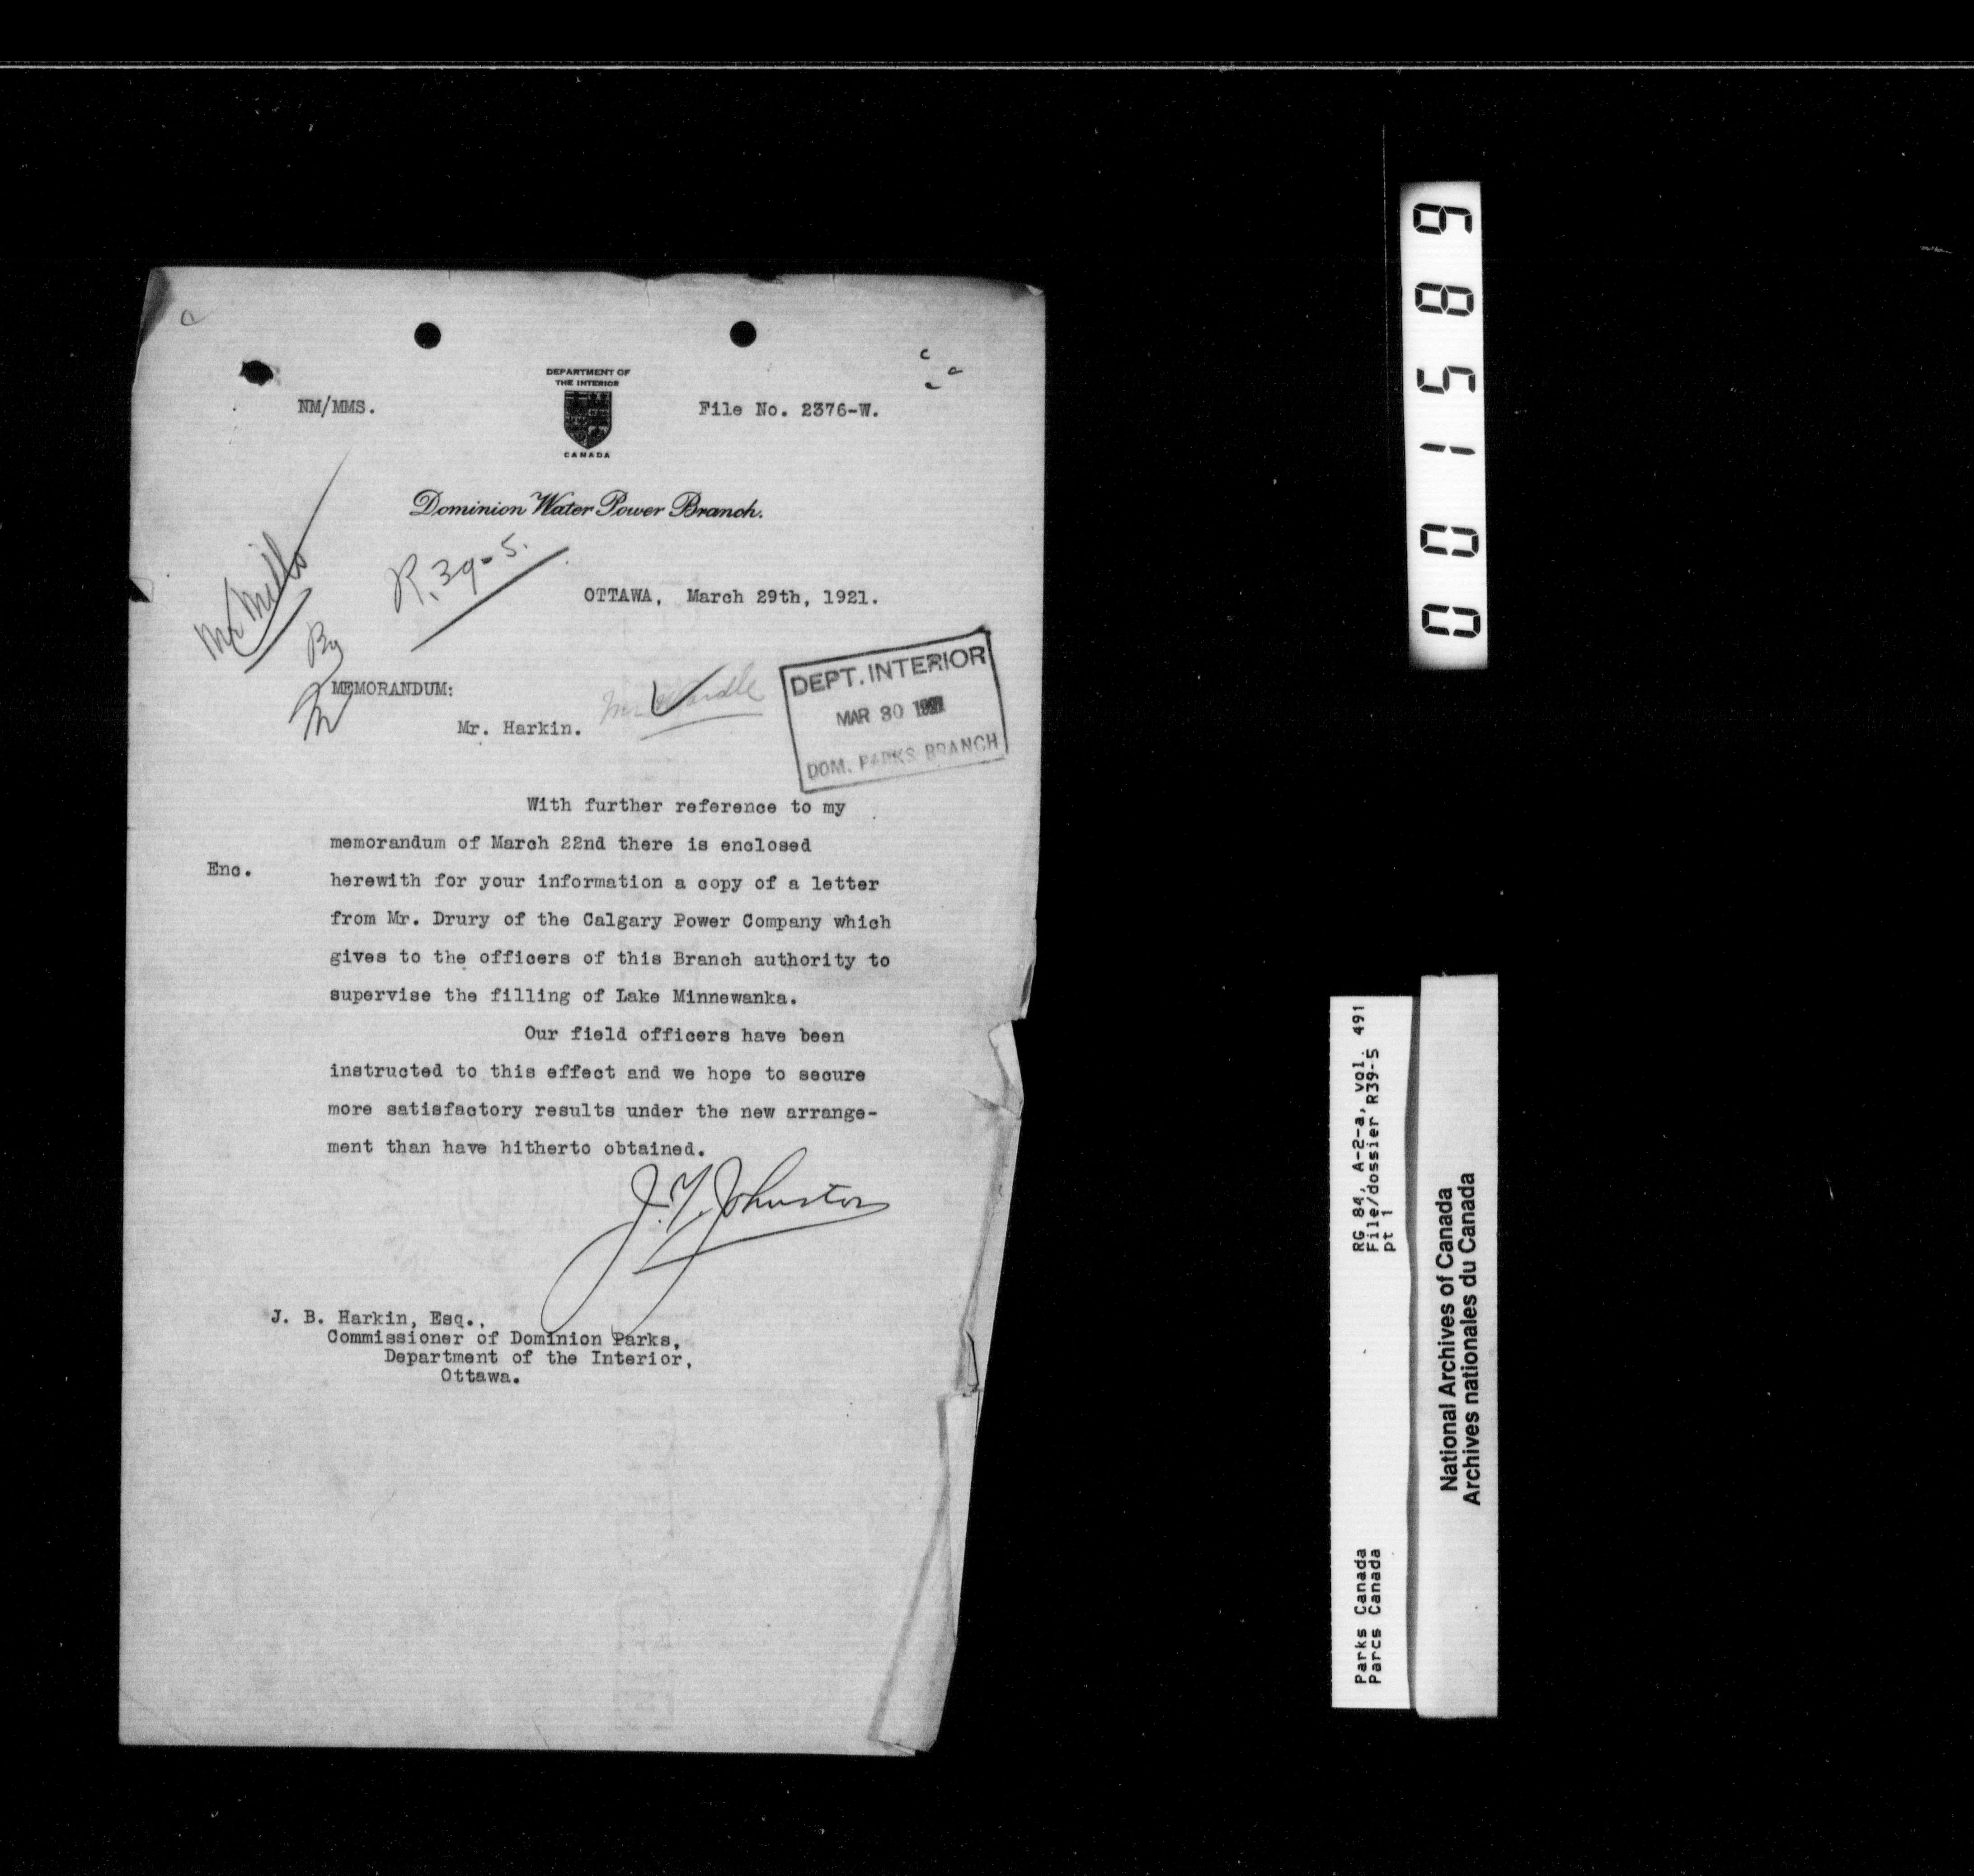 DEPARTMENT OF
THE INTERIOR
CANADA
NM/MMS.
File No. 2376-W.
Dominion Water Power Branch.
Mr Mills
R. 39-5.
OTTAWA, March 29th, 1921.
MEMORANDUM:
Mr. Harkin.
DEPT. INTERIOR
MAR 30 1921
DOM. PARKS BRANCH
With further reference to my
memorandum of March 22nd there is enclosed
Enc.
herewith for your information a copy of a letter
from Mr. Drury of the Calgary Power Company which
gives to the officers of this Branch authority to
supervise the filling of Lake Minnewanka.
Our field officers have been
instructed to this effect and we hope to secure
more satisfactory results under the new arrange-
ment than have hitherto obtained.
J. T. Johnston
J. B. Harkin, Esq.,
Commissioner of Dominion Parks,
Department of the Interior,
Ottawa.
001589
RG 84, A-2-a, vol. 491
File/dossier R39-5
pt 1
Parks Canada
Parcs Canada
National Archives of Canada
Archives nationales du Canada